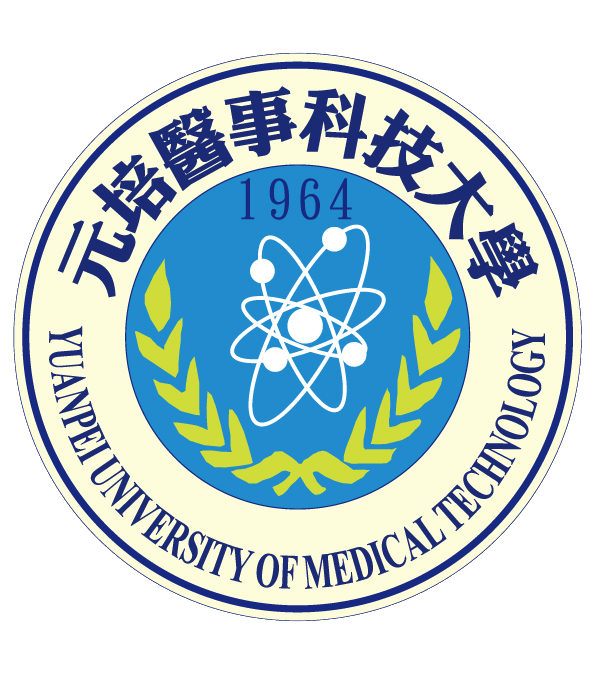 元培醫事科技大學
1964
YUANPEI UNIVERSITY OF MEDICAL TECHNOLOGY